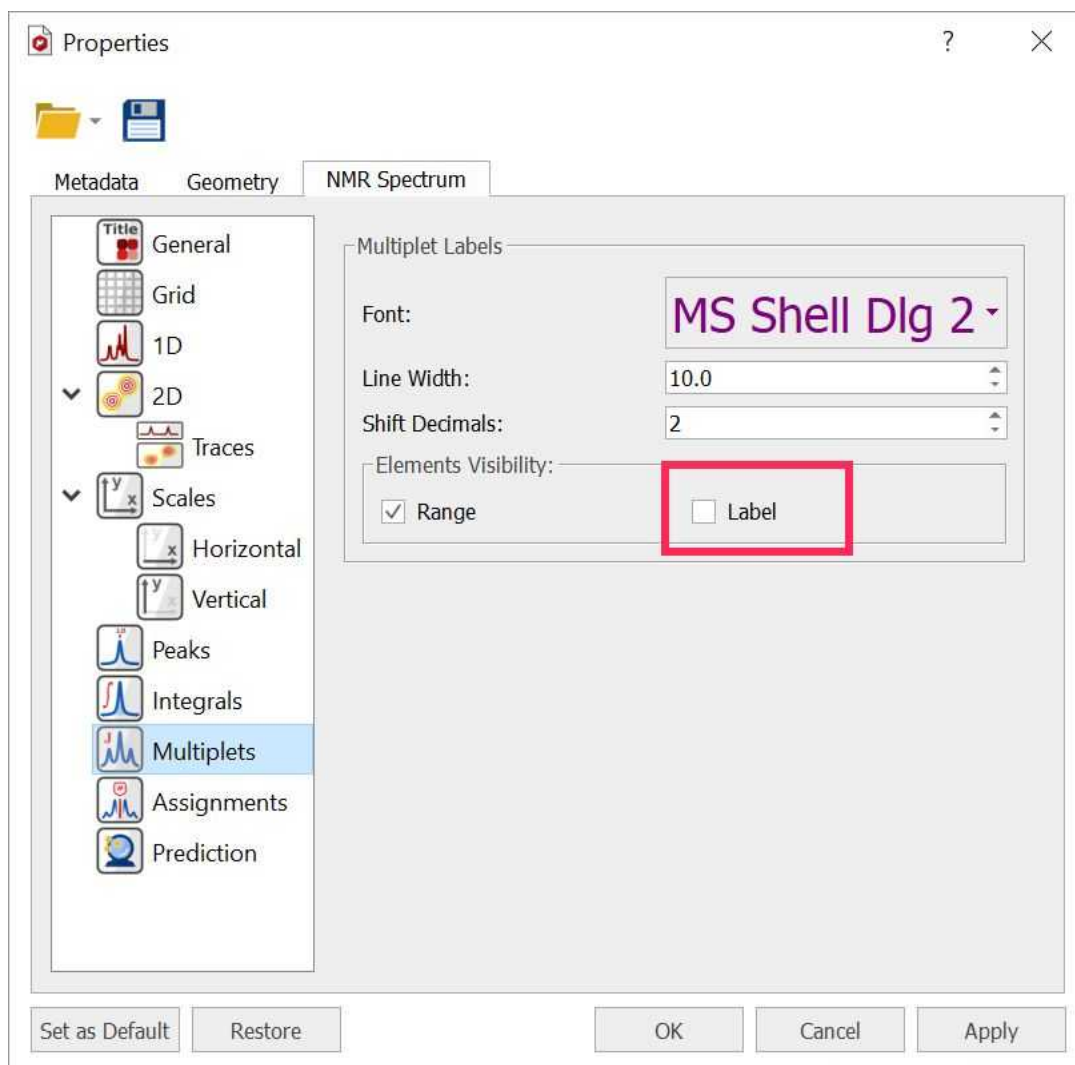 Properties
?
Metadata Geometry NMR Spectrum
Title General
Grid
1D
2D
Traces
Scales
Horizontal
Vertical
Peaks
Integrals
Multiplets
Assignments
Prediction
Multiplet Labels
Font: MS Shell Dlg 2
Line Width: 10.0
Shift Decimals: 2
Elements Visibility:
Range Label
Set as Default Restore OK Cancel Apply